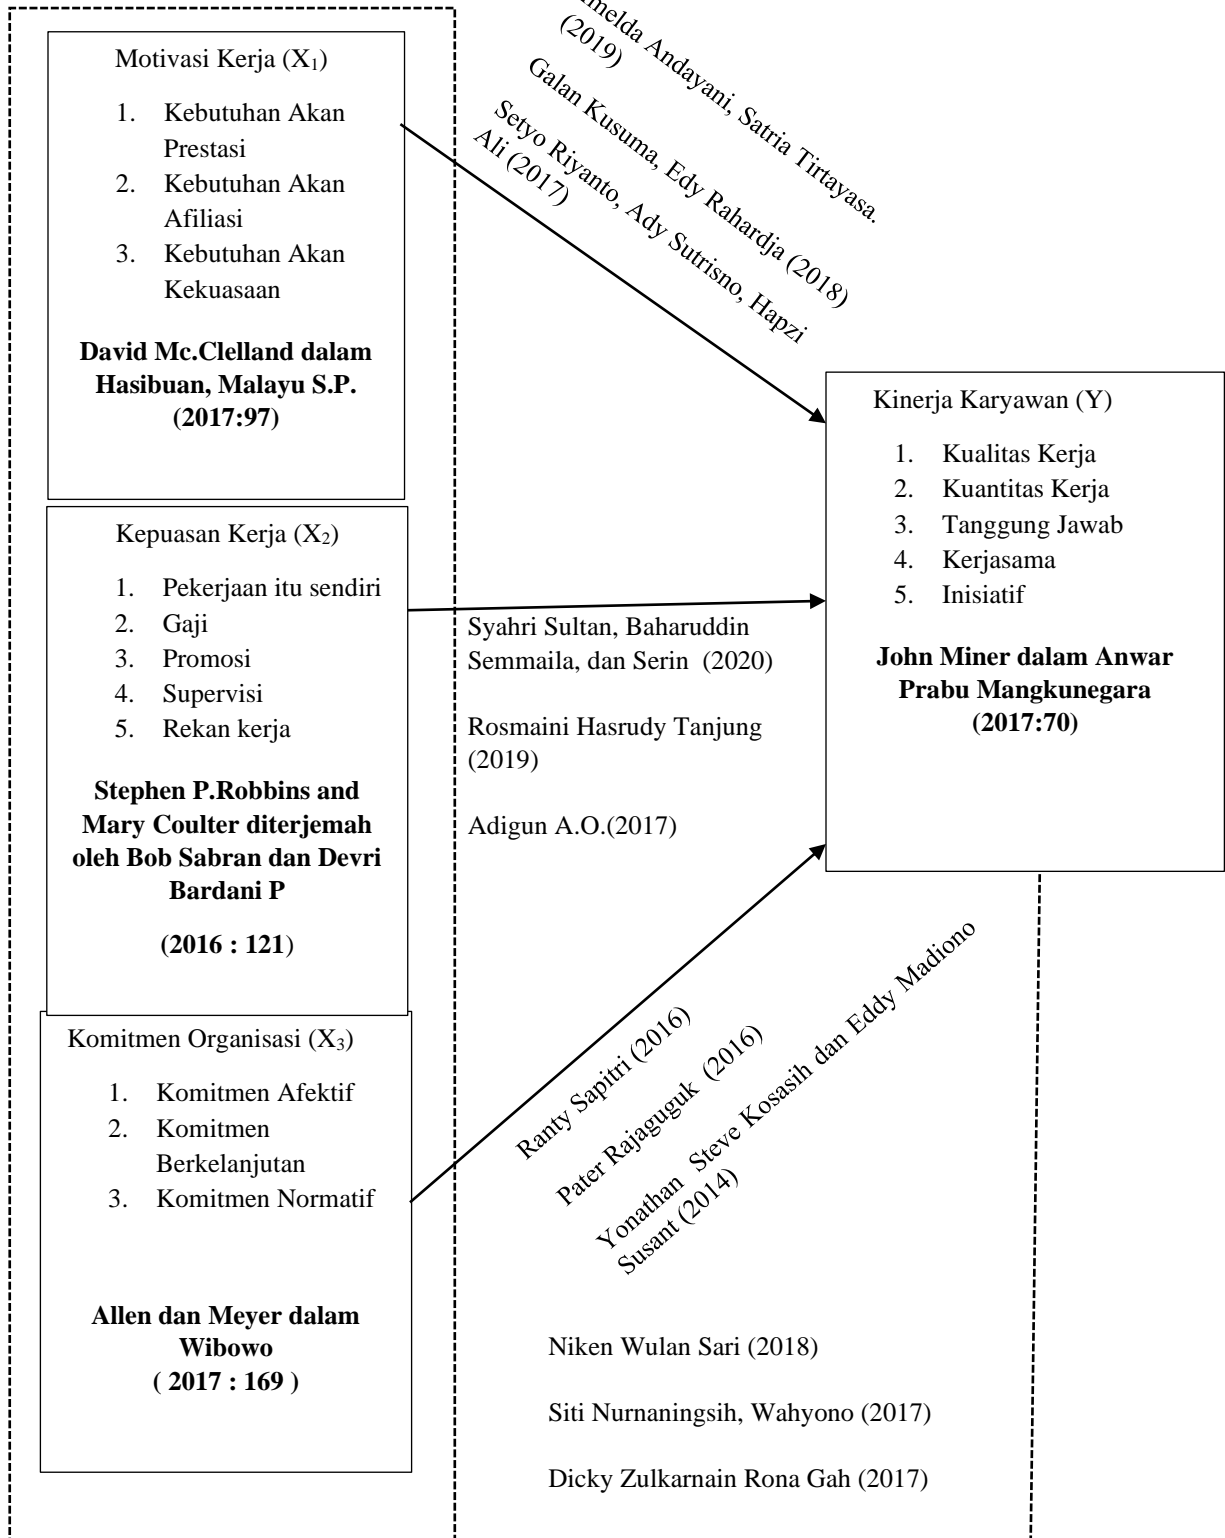 Motivasi Kerja (X1)
1. Kebutuhan Akan
Prestasi
2. Kebutuhan Akan
Afiliasi
3. Kebutuhan Akan
Kekuasaan
David Mc.Clelland dalam
Hasibuan, Malayu S.P.
(2017:97)
Kepuasan Kerja (X2)
1. Pekerjaan itu sendiri
2. Gaji
3. Promosi
4. Supervisi
5. Rekan kerja
Stephen P.Robbins and
Mary Coulter diterjemah
oleh Bob Sabran dan Devri
Bardani P
(2016 : 121)
Komitmen Organisasi (X3)
1. Komitmen Afektif
2. Komitmen
Berkelanjutan
3. Komitmen Normatif
Allen dan Meyer dalam
Wibowo
( 2017 : 169 )
Andayani, Satria Tirtayasa.
(2019)
Galan Kusuma, Edy Rahardja (2018)
Setyo Riyanto, Ady Sutrisno, Hapzi
Ali (2017)
Syahri Sultan, Baharuddin
Semmaila, dan Serin (2020)
Rosmaini Hasrudy Tanjung
(2019)
Adigun A.O.(2017)
Ranty Sapitri (2016)
Pater Rajaguguk (2016)
Yonathan Steve Kosasih dan Eddy Madiono
Susant (2014)
Niken Wulan Sari (2018)
Siti Nurnaningsih, Wahyono (2017)
Dicky Zulkarnain Rona Gah (2017)
Kinerja Karyawan (Y)
1. Kualitas Kerja
2. Kuantitas Kerja
3. Tanggung Jawab
4. Kerjasama
5. Inisiatif
John Miner dalam Anwar
Prabu Mangkunegara
(2017:70)